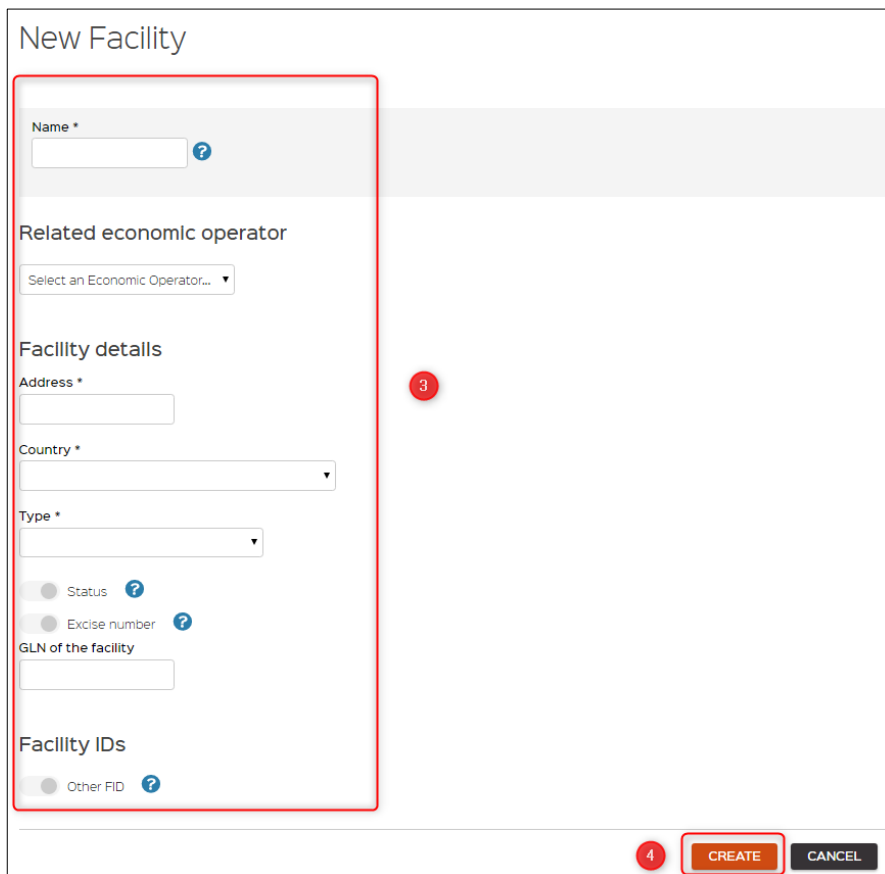 New Facility
Name *
?
Related economic operator
Select an Economic Operator...
Facility details
Address *
3
Country *
Type *
Status ?
Excise number ?
GLN of the facility
Facility IDs
Other FID ?
4 CREATE CANCEL